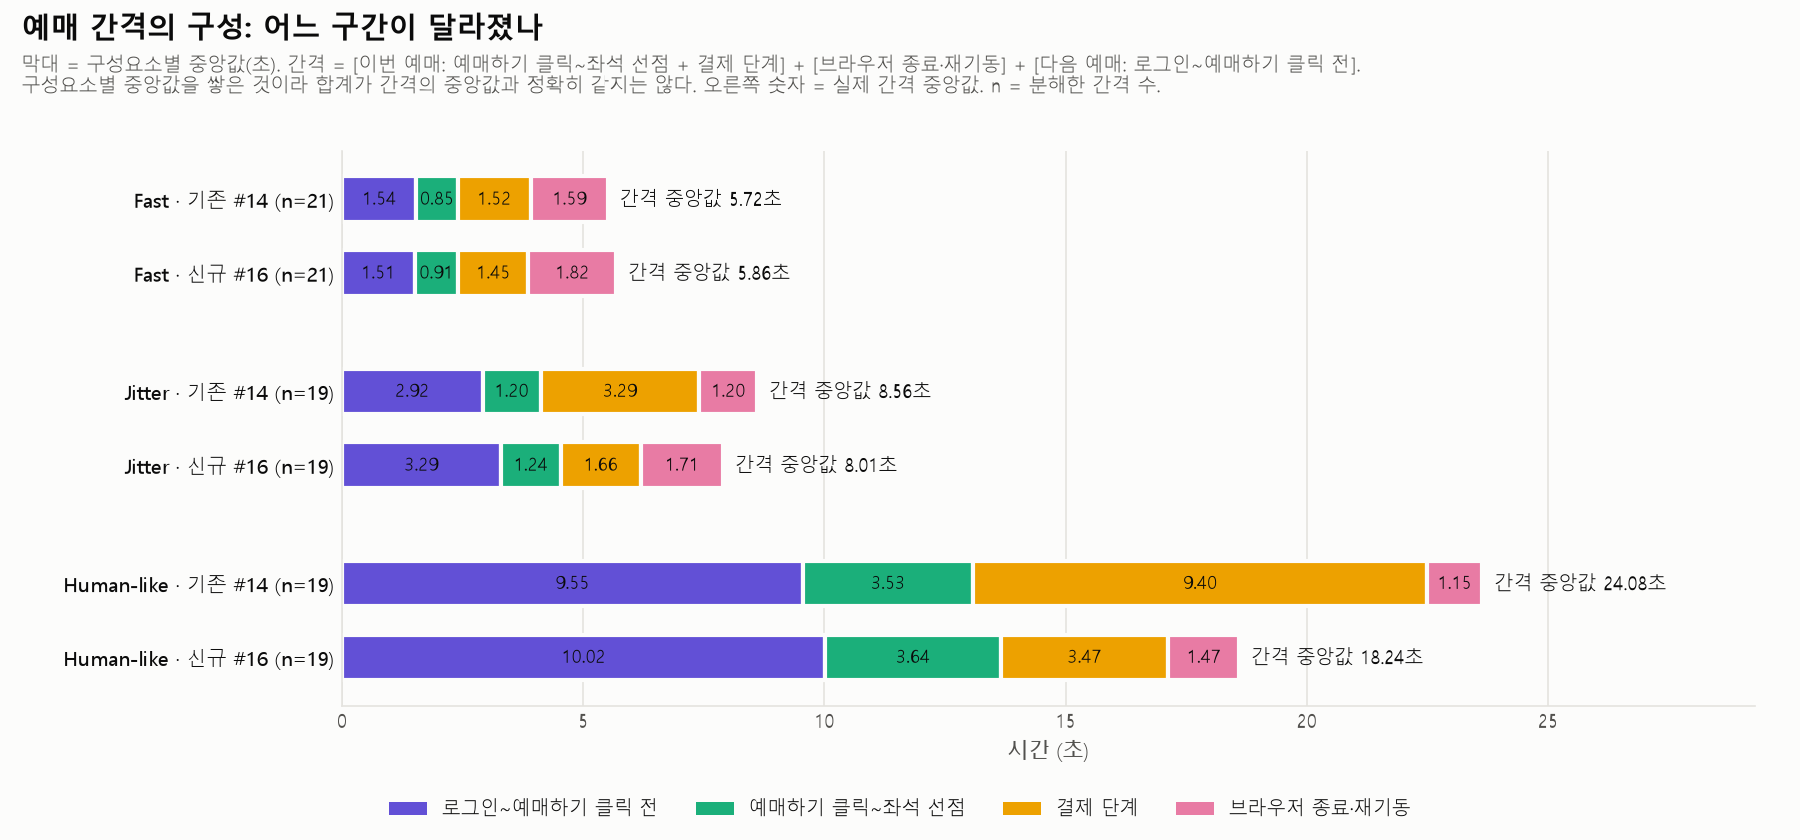 예매 간격의 구성: 어느 구간이 달라졌나
막대 = 구성요소별 중앙값(초). 간격 = [이번 예매: 예매하기 클릭~좌석 선점 + 결제 단계] + [브라우저 종료·재기동] + [다음 예매: 로그인~예매하기 클릭 전].
구성요소별 중앙값을 쌓은 것이라 합계가 간격의 중앙값과 정확히 같지는 않다. 오른쪽 숫자 = 실제 간격 중앙값. n = 분해한 간격 수.
Fast · 기존 #14 (n=21) 1.54 0.85 1.52 1.59 간격 중앙값 5.72초
Fast · 신규 #16 (n=21) 1.51 0.91 1.45 1.82 간격 중앙값 5.86초
Jitter · 기존 #14 (n=19) 2.92 1.20 3.29 1.20 간격 중앙값 8.56초
Jitter · 신규 #16 (n=19) 3.29 1.24 1.66 1.71 간격 중앙값 8.01초
Human-like · 기존 #14 (n=19) 9.55 3.53 9.40 1.15 간격 중앙값 24.08초
Human-like · 신규 #16 (n=19) 10.02 3.64 3.47 1.47 간격 중앙값 18.24초
0 5 10 15 20 25
시간 (초)
로그인~예매하기 클릭 전 예매하기 클릭~좌석 선점 결제 단계 브라우저 종료·재기동